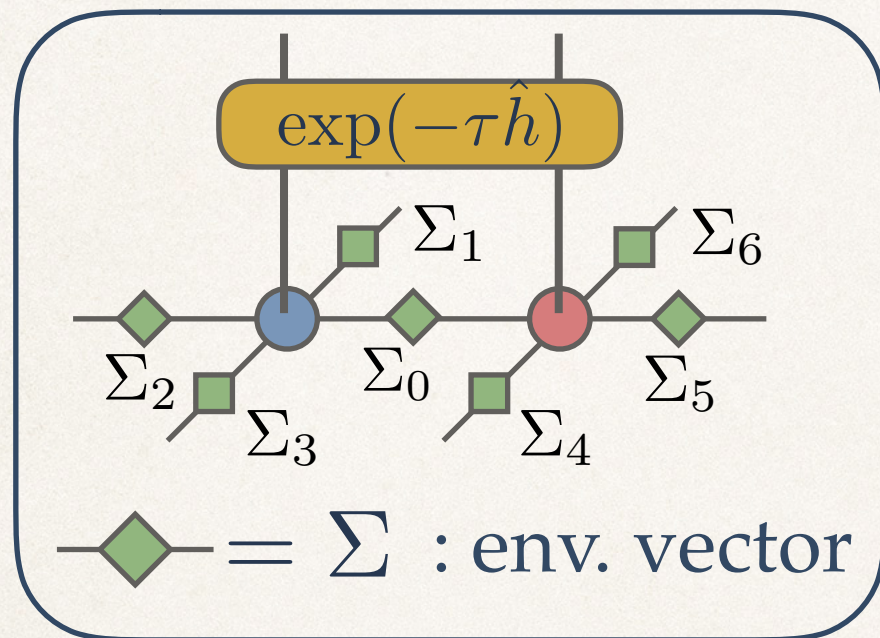 exp(−τĥ)
Σ₁ Σ₆
Σ₂ Σ₀ Σ₅
Σ₃ Σ₄
= Σ : env. vector